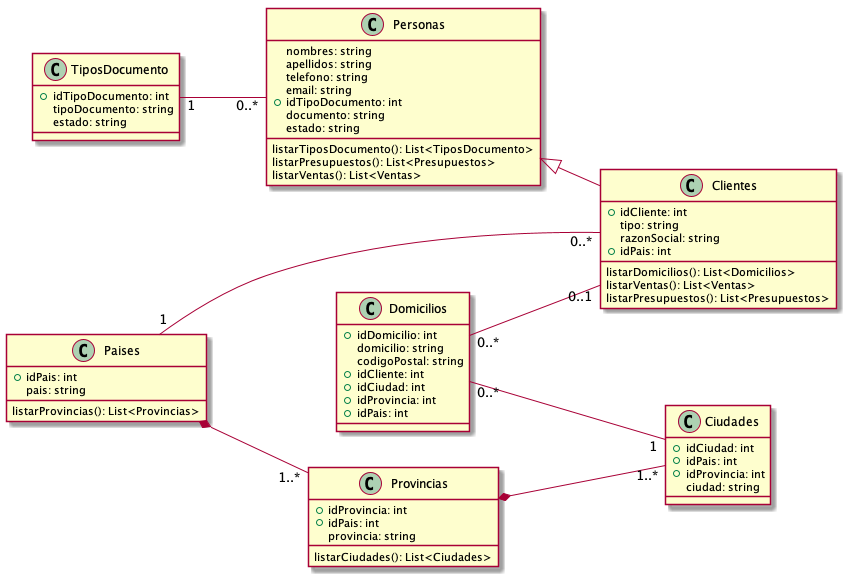 C Personas
nombres: string
apellidos: string
telefono: string
email: string
idTipoDocumento: int
documento: string
estado: string
listarTiposDocumento(): List<TiposDocumento>
listarPresupuestos(): List<Presupuestos>
listarVentas(): List<Ventas>
C TiposDocumento
idTipoDocumento: int
tipoDocumento: string
estado: string
1
0..*
C Clientes
idCliente: int
tipo: string
razonSocial: string
idPais: int
listarDomicilios(): List<Domicilios>
listarVentas(): List<Ventas>
listarPresupuestos(): List<Presupuestos>
0..*
0..1
1
C Domicilios
idDomicilio: int
domicilio: string
codigoPostal: string
idCliente: int
idCiudad: int
idProvincia: int
idPais: int
0..*
0..*
C Paises
idPais: int
pais: string
listarProvincias(): List<Provincias>
C Ciudades
idCiudad: int
idPais: int
idProvincia: int
ciudad: string
1
1..*
1..*
C Provincias
idProvincia: int
idPais: int
provincia: string
listarCiudades(): List<Ciudades>